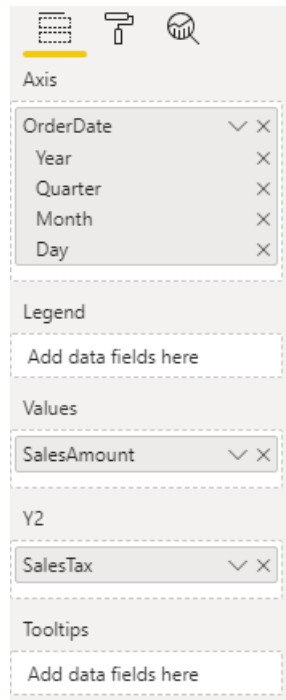 Axis
OrderDate
Year
Quarter
Month
Day
Legend
Add data fields here
Values
SalesAmount
Y2
SalesTax
Tooltips
Add data fields here